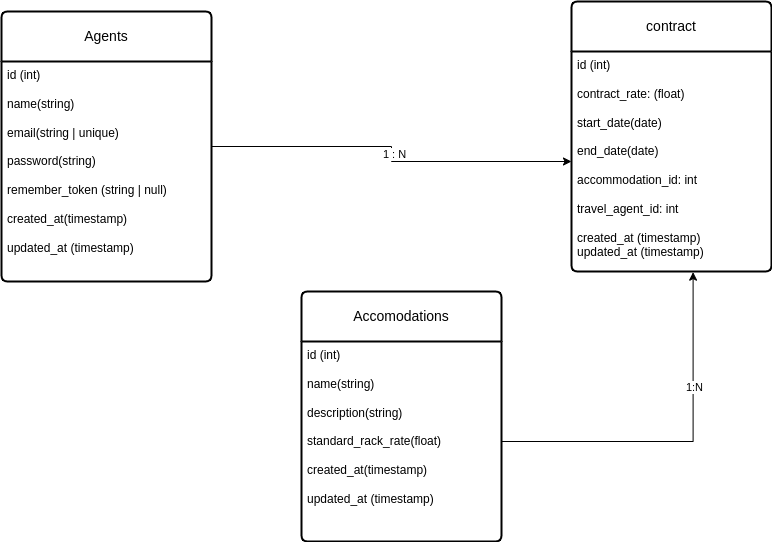 Agents
id (int)
name(string)
email(string | unique)
password(string)
remember_token (string | null)
created_at(timestamp)
updated_at (timestamp)
1 : N
contract
id (int)
contract_rate: (float)
start_date(date)
end_date(date)
accommodation_id: int
travel_agent_id: int
created_at (timestamp)
updated_at (timestamp)
Accomodations
id (int)
name(string)
description(string)
standard_rack_rate(float)
created_at(timestamp)
updated_at (timestamp)
1:N